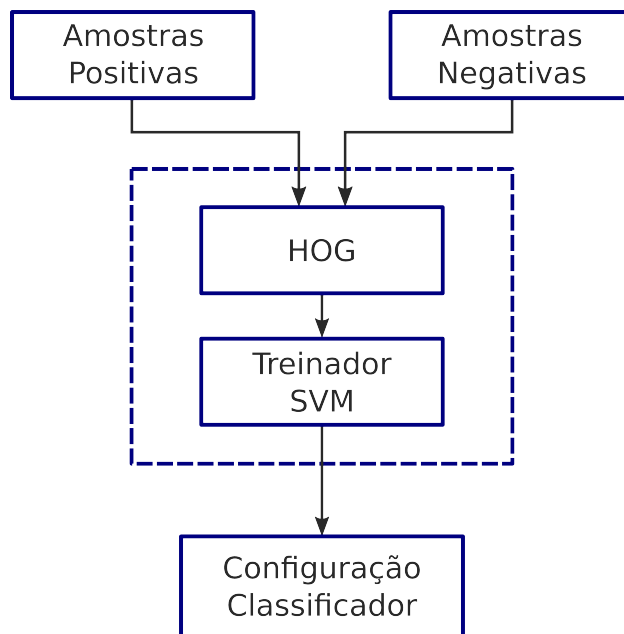 Amostras
Positivas
Amostras
Negativas
HOG
Treinador
SVM
Configuração
Classificador